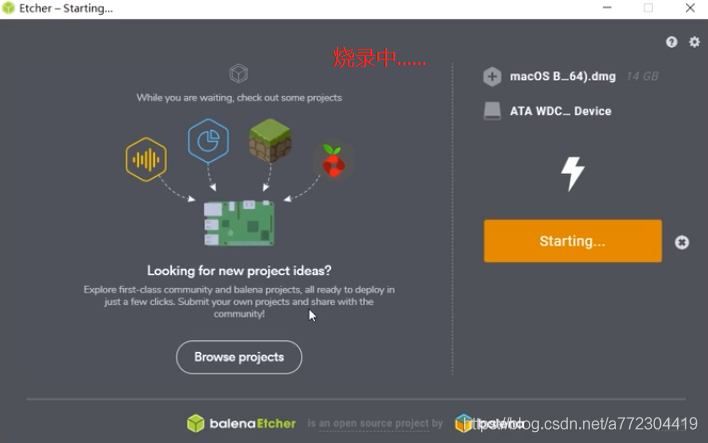 Etcher – Starting...
烧录中......
While you are waiting, check out some projects
Looking for new project ideas?
Explore first-class community and balena projects, all ready to deploy in
just a few clicks. Submit your own projects and share with the
community!
Browse projects
macOS B...64).dmg 14 GB
ATA WDC... Device
Starting...
balenaEtcher is an open source project by balena
https://blog.csdn.net/a772304419